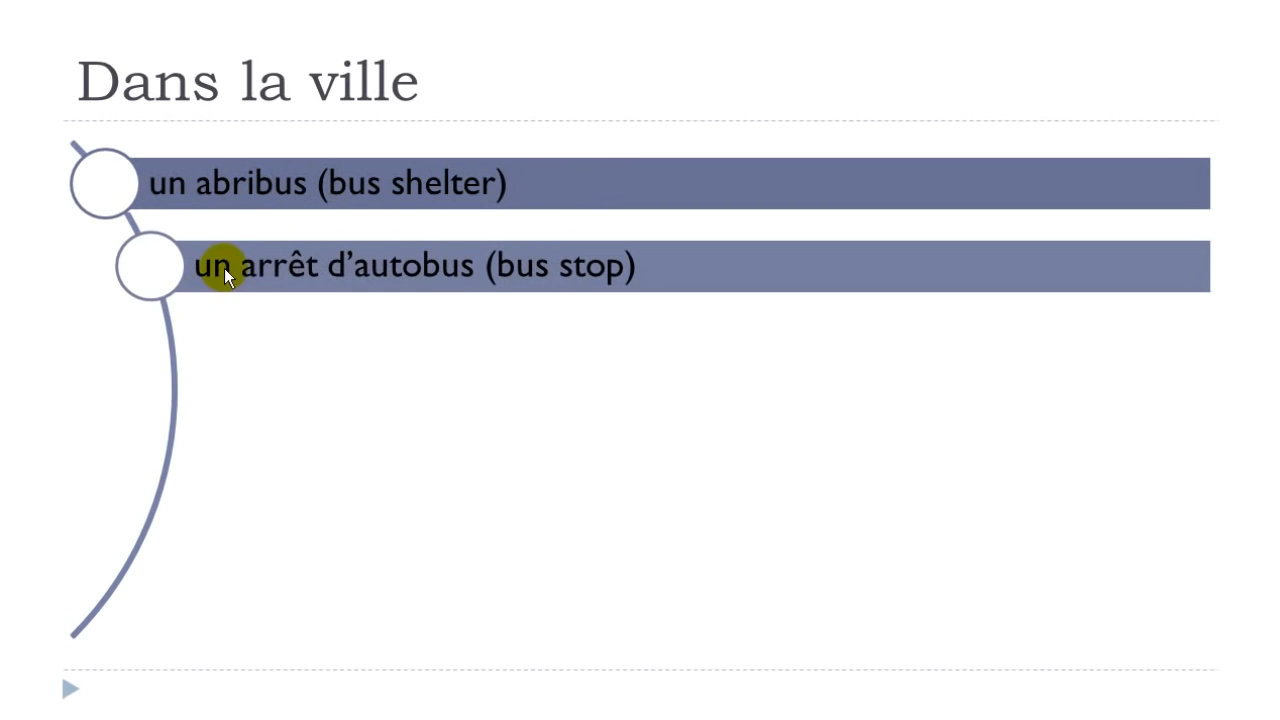 Dans la ville
un abribus (bus shelter)
un arrêt d’autobus (bus stop)